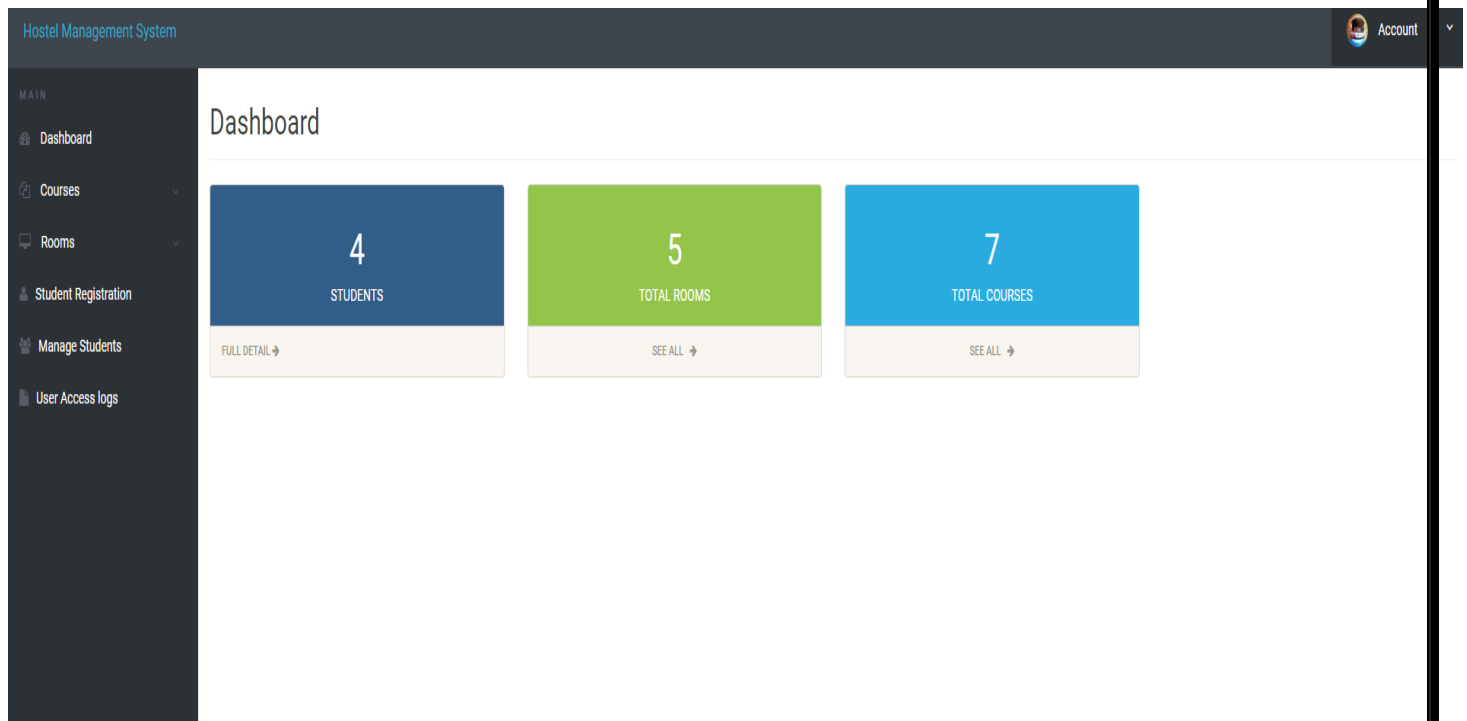 Hostel Management System
Account
MAIN
Dashboard
Courses
Rooms
Student Registration
Manage Students
User Access logs
Dashboard
4
STUDENTS
FULL DETAIL
5
TOTAL ROOMS
SEE ALL
7
TOTAL COURSES
SEE ALL